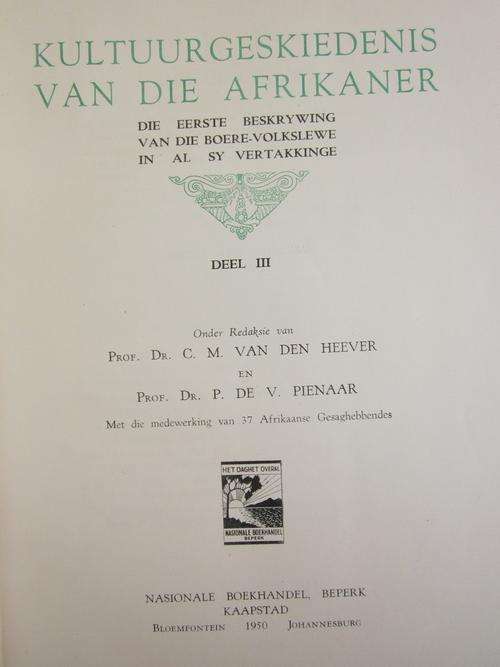 KULTUURGESKIEDENIS
VAN DIE AFRIKANER
DIE EERSTE BESKRYWING
VAN DIE BOERE-VOLKSLEWE
IN AL SY VERTAKKINGE
DEEL III
Onder Redaksie van
PROF. DR. C. M. VAN DEN HEEVER
EN
PROF. DR. P. DE V. PIENAAR
Met die medewerking van 37 Afrikaanse Gesaghebbendes
HET DAGHET OVERAL
NASIONALE BOEKHANDEL
BEPERK
NASIONALE BOEKHANDEL, BEPERK
KAAPSTAD
BLOEMFONTEIN 1950 JOHANNESBURG